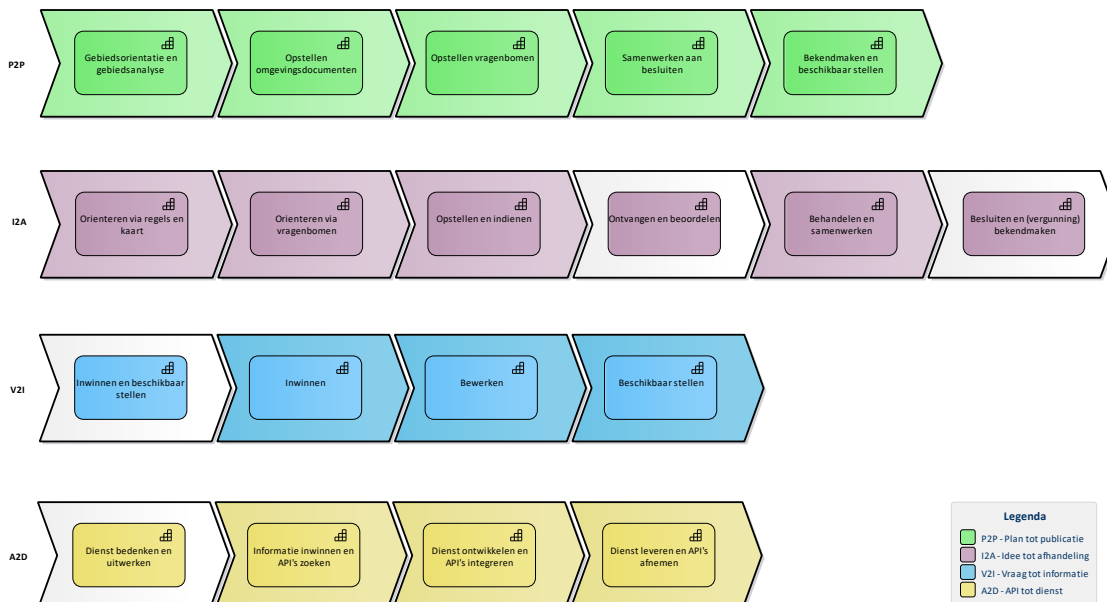 P2P
Gebiedsorientatie en
gebiedsanalyse
Opstellen
omgevingsdocumenten
Opstellen vragenbomen
Samenwerken aan
besluiten
Bekendmaken en
beschikbaar stellen
I2A
Orienteren via regels en
kaart
Orienteren via
vragenbomen
Opstellen en indienen
Ontvangen en beoordelen
Behandelen en
samenwerken
Besluiten en (vergunning)
bekendmaken
V2I
Inwinnen en beschikbaar
stellen
Inwinnen
Bewerken
Beschikbaar stellen
A2D
Dienst bedenken en
uitwerken
Informatie inwinnen en
API's zoeken
Dienst ontwikkelen en
API's integreren
Dienst leveren en API's
afnemen
Legenda
P2P - Plan tot publicatie
I2A - Idee tot afhandeling
V2I - Vraag tot informatie
A2D - API tot dienst